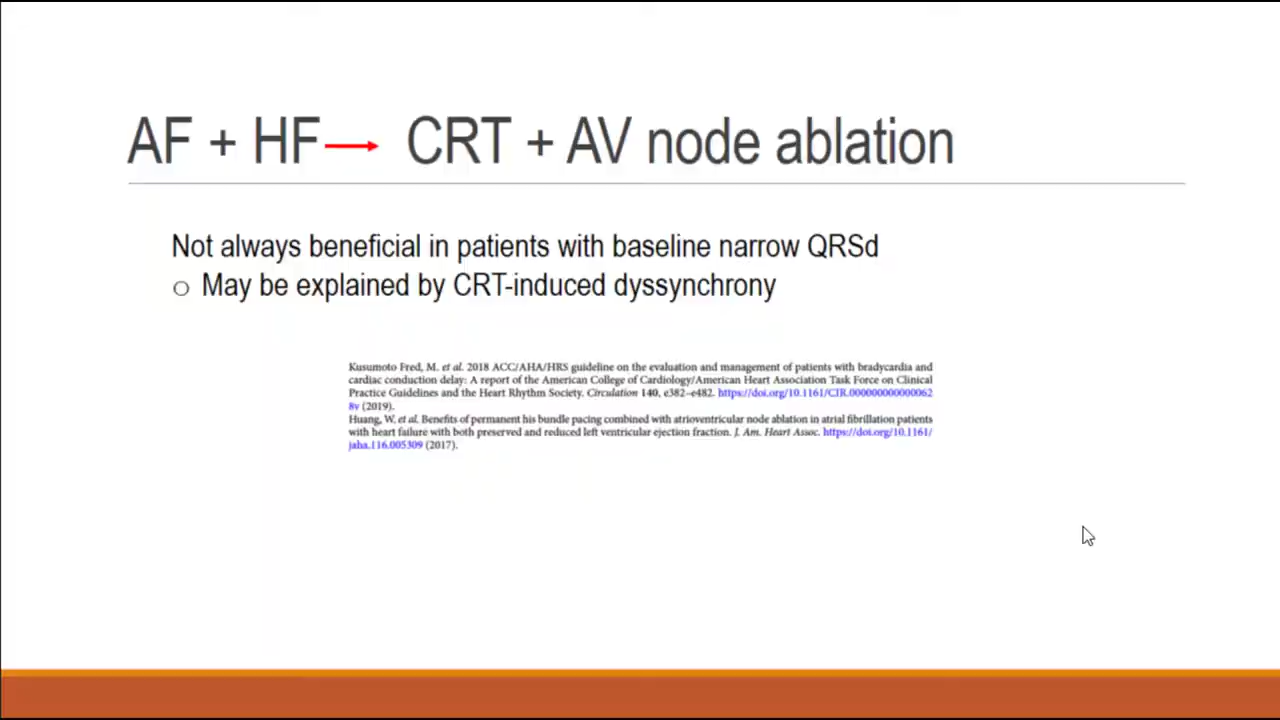 AF + HF → CRT + AV node ablation
Not always beneficial in patients with baseline narrow QRSd
o May be explained by CRT-induced dyssynchrony
Kusumoto Fred, M. et al. 2018 ACC/AHA/HRS guideline on the evaluation and management of patients with bradycardia and
cardiac conduction delay: A report of the American College of Cardiology/American Heart Association Task Force on Clinical
Practice Guidelines and the Heart Rhythm Society. Circulation 140, e382–e482. https://doi.org/10.1161/CIR.000000000000062
8v (2019).
Huang, W. et al. Benefits of permanent his bundle pacing combined with atrioventricular node ablation in atrial fibrillation patients
with heart failure with both preserved and reduced left ventricular ejection fraction. J. Am. Heart Assoc. https://doi.org/10.1161/
jaha.116.005309 (2017).